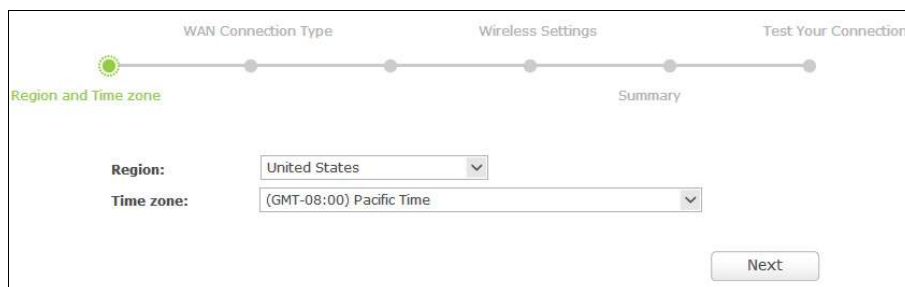 WAN Connection Type Wireless Settings Test Your Connection
Region and Time zone Summary
Region: United States
Time zone: (GMT-08:00) Pacific Time
Next